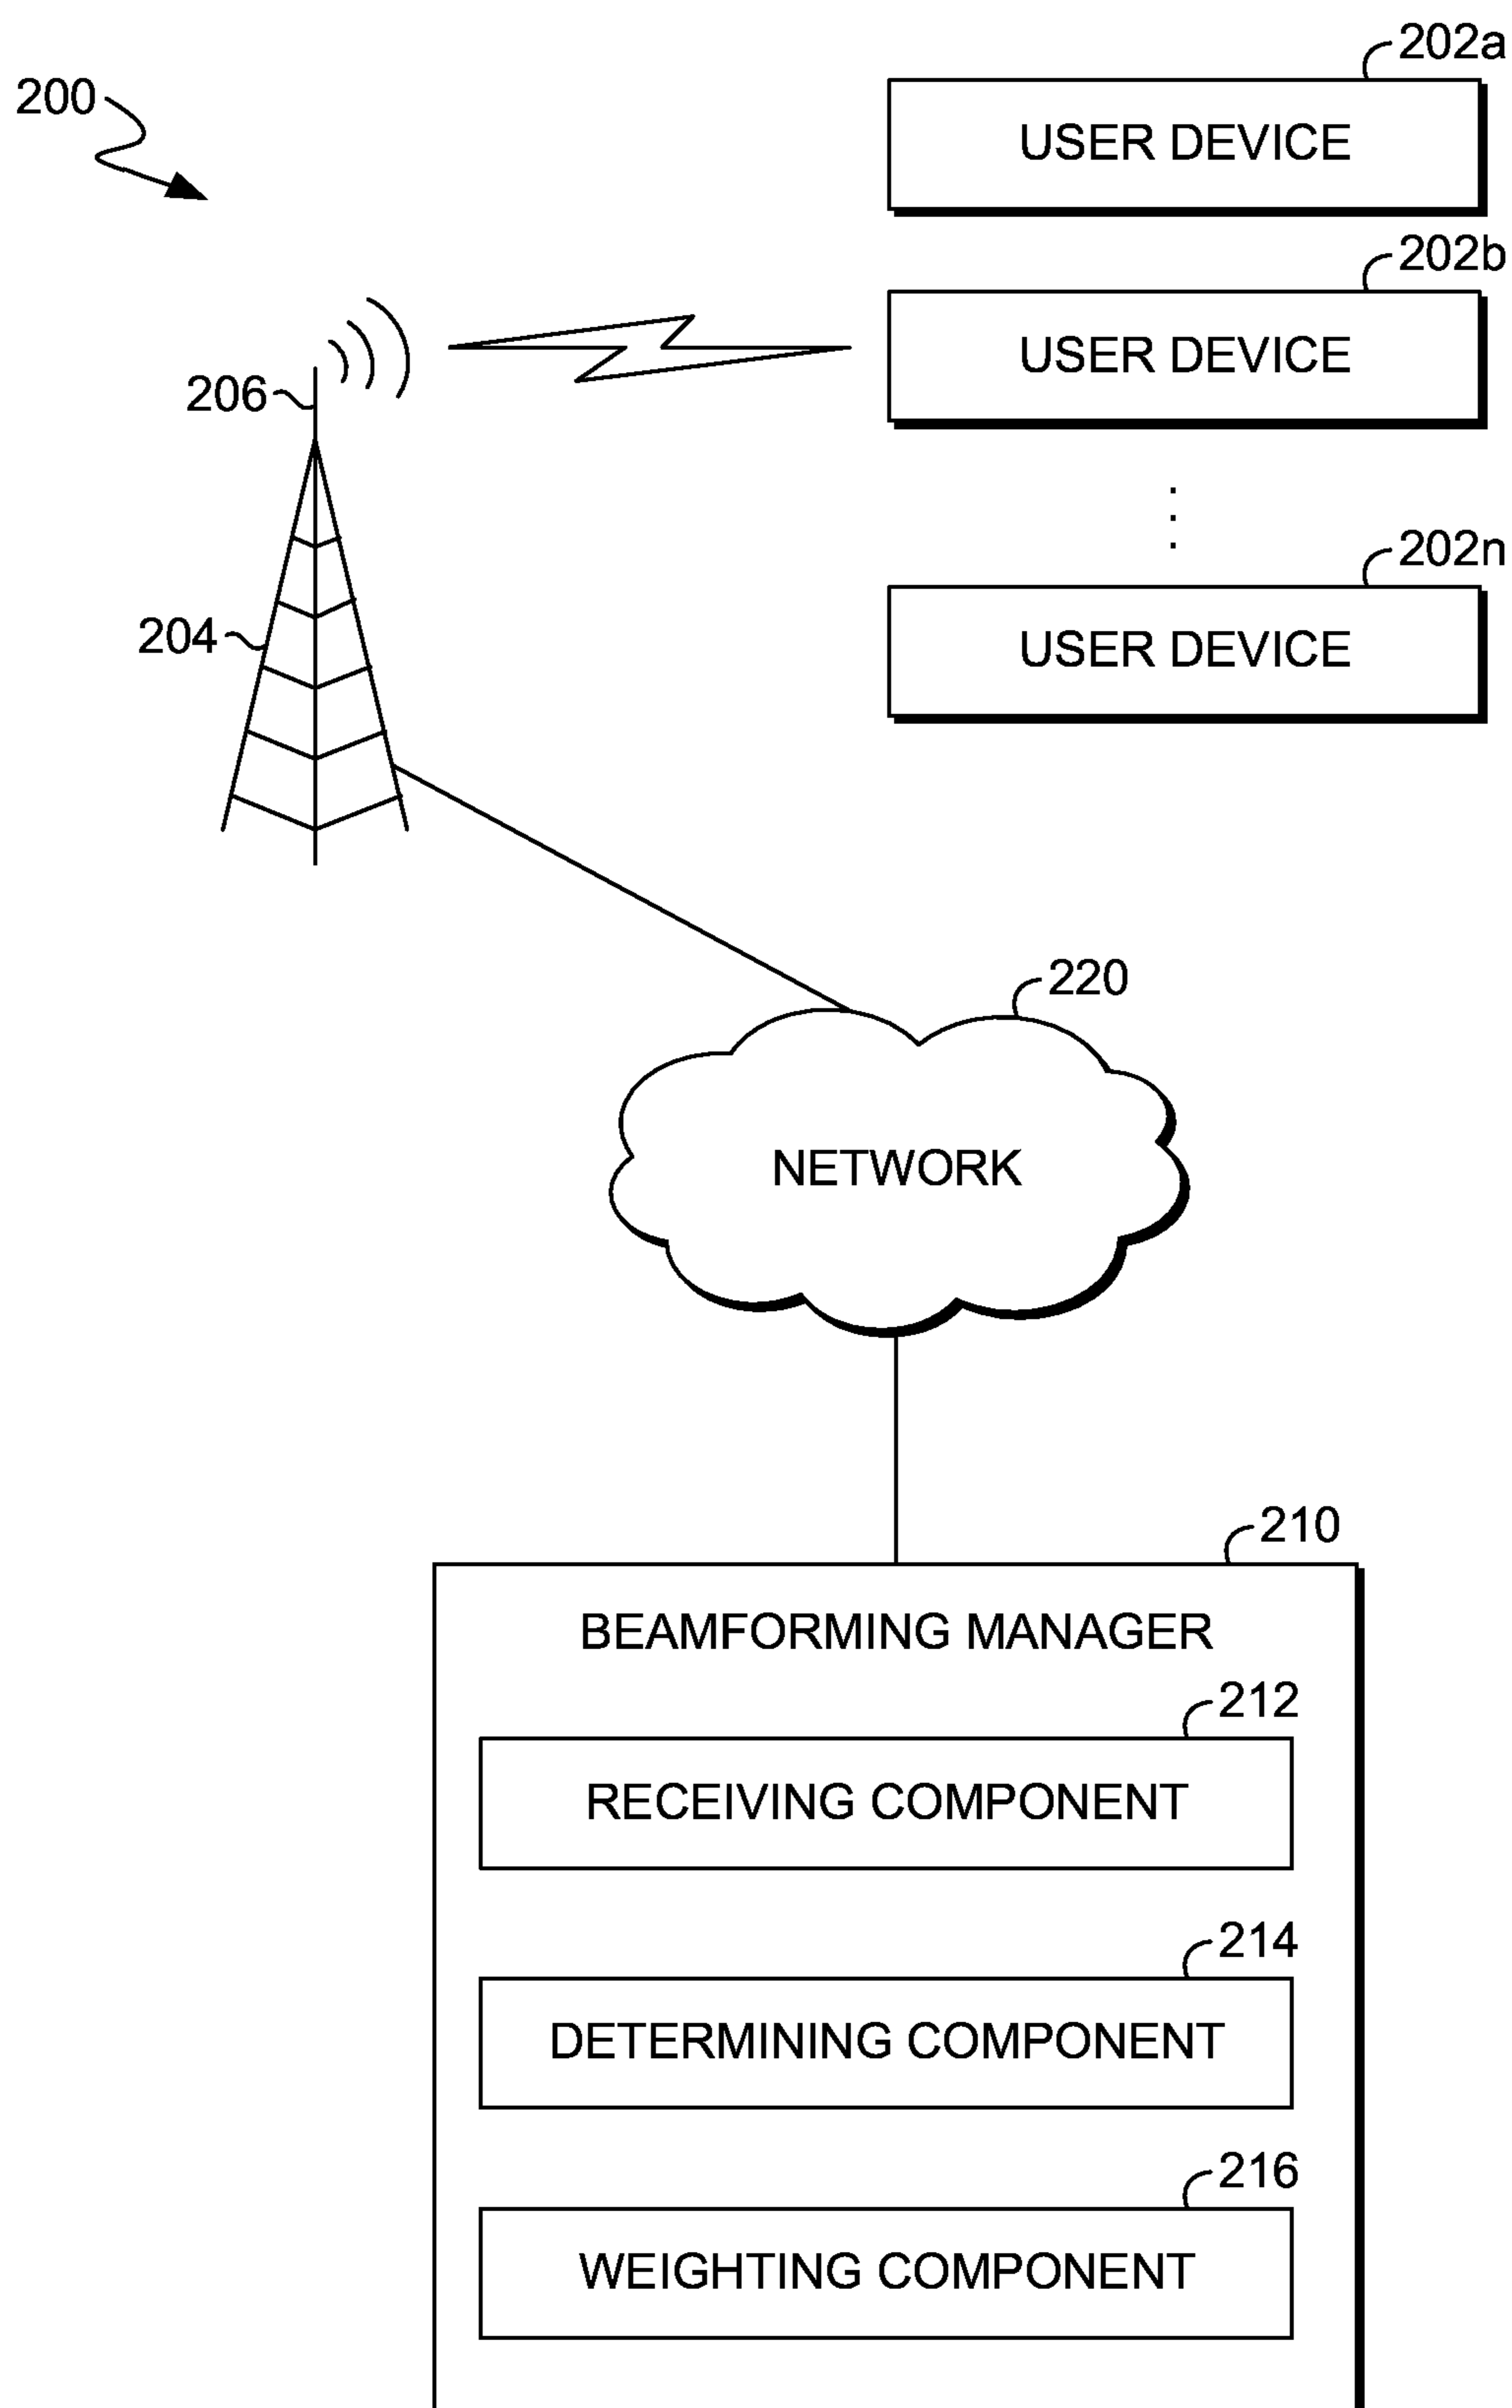 202a
200
USER DEVICE
202b
USER DEVICE
206
202n
204
USER DEVICE
220
NETWORK
210
BEAMFORMING MANAGER
212
RECEIVING COMPONENT
214
DETERMINING COMPONENT
216
WEIGHTING COMPONENT